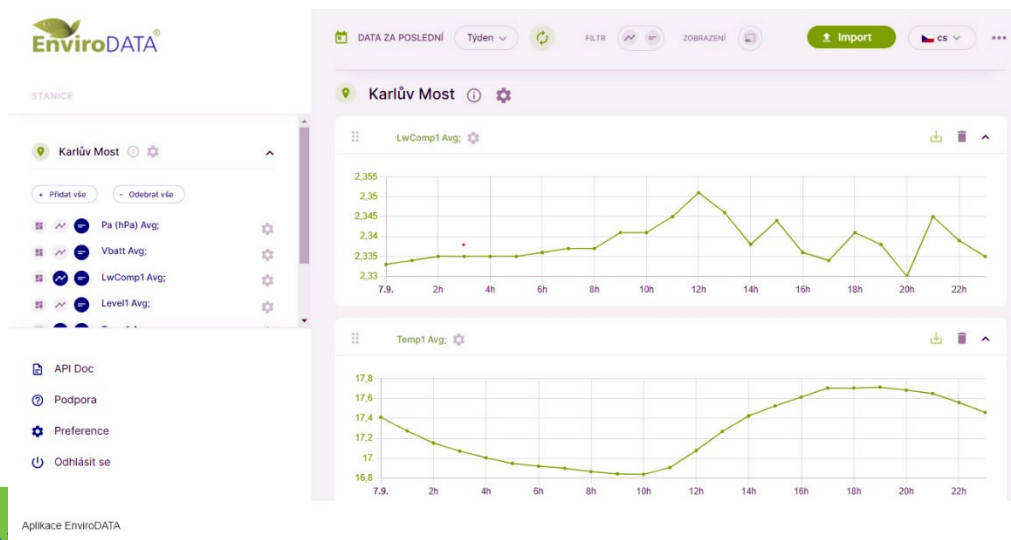 EnviroDATA®
STANICE
Karlův Most
+ Přidat vše - Odebrat vše
Pa (hPa) Avg;
Vbatt Avg;
LwComp1 Avg;
Level1 Avg;
API Doc
Podpora
Preference
Odhlásit se
DATA ZA POSLEDNÍ Týden FILTR ZOBRAZENÍ Import cs
Karlův Most
LwComp1 Avg;
2,355
2,35
2,345
2,34
2,335
2,33
7.9. 2h 4h 6h 8h 10h 12h 14h 16h 18h 20h 22h
Temp1 Avg;
17,8
17,6
17,4
17,2
17
16,8
7.9. 2h 4h 6h 8h 10h 12h 14h 16h 18h 20h 22h
Aplikace EnviroDATA